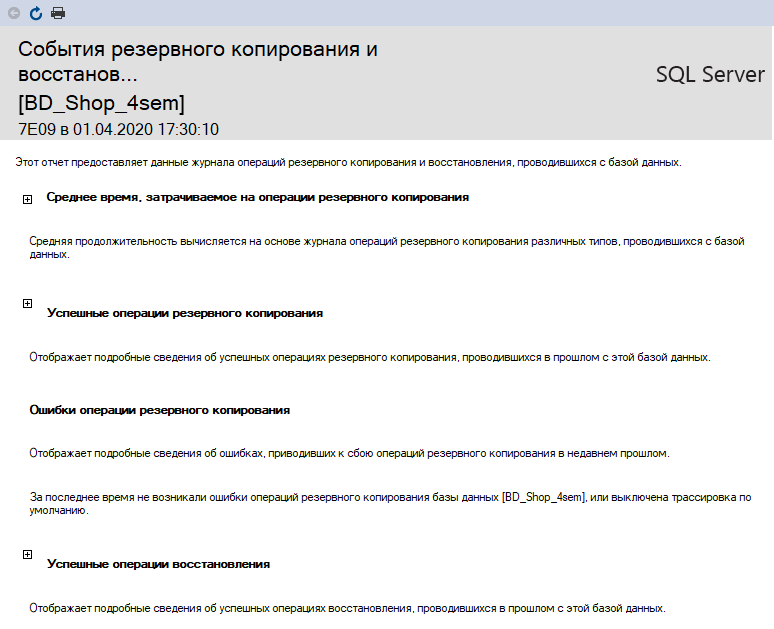 События резервного копирования и
восстанов...
SQL Server
[BD_Shop_4sem]
7E09 в 01.04.2020 17:30:10
Этот отчет предоставляет данные журнала операций резервного копирования и восстановления, проводившихся с базой данных.
Среднее время, затрачиваемое на операции резервного копирования
Средняя продолжительность вычисляется на основе журнала операций резервного копирования различных типов, проводившихся с базой
данных.
Успешные операции резервного копирования
Отображает подробные сведения об успешных операциях резервного копирования, проводившихся в прошлом с этой базой данных.
Ошибки операции резервного копирования
Отображает подробные сведения об ошибках, приводивших к сбою операций резервного копирования в недавнем прошлом.
За последнее время не возникали ошибки операций резервного копирования базы данных [BD_Shop_4sem], или выключена трассировка по
умолчанию.
Успешные операции восстановления
Отображает подробные сведения об успешных операциях восстановления, проводившихся в прошлом с этой базой данных.